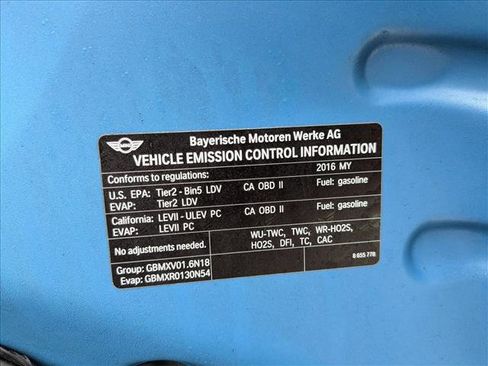 MINI
Bayerische Motoren Werke AG
VEHICLE EMISSION CONTROL INFORMATION
Conforms to regulations: 2016 MY
U.S. EPA: Tier2 - Bin5 LDV CA OBD II Fuel: gasoline
EVAP: Tier2 LDV
California: LEVII - ULEV PC CA OBD II Fuel: gasoline
EVAP: LEVII PC
No adjustments needed. WU-TWC, TWC, WR-HO2S,
HO2S, DFI, TC, CAC
Group: GBMXV01.6N18
Evap: GBMXR0130N54
8 655 778